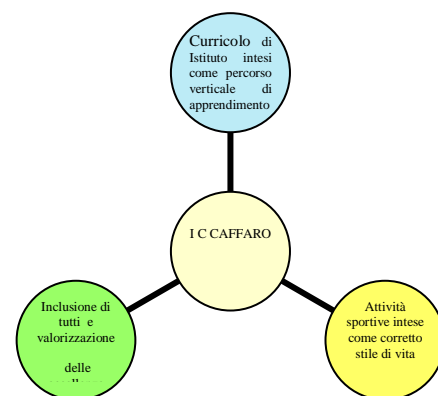 Curricolo di
Istituto intesi
come percorso
verticale di
apprendimento
I C CAFFARO
Inclusione di
tutti e
valorizzazione
delle
Attività
sportive intese
come corretto
stile di vita